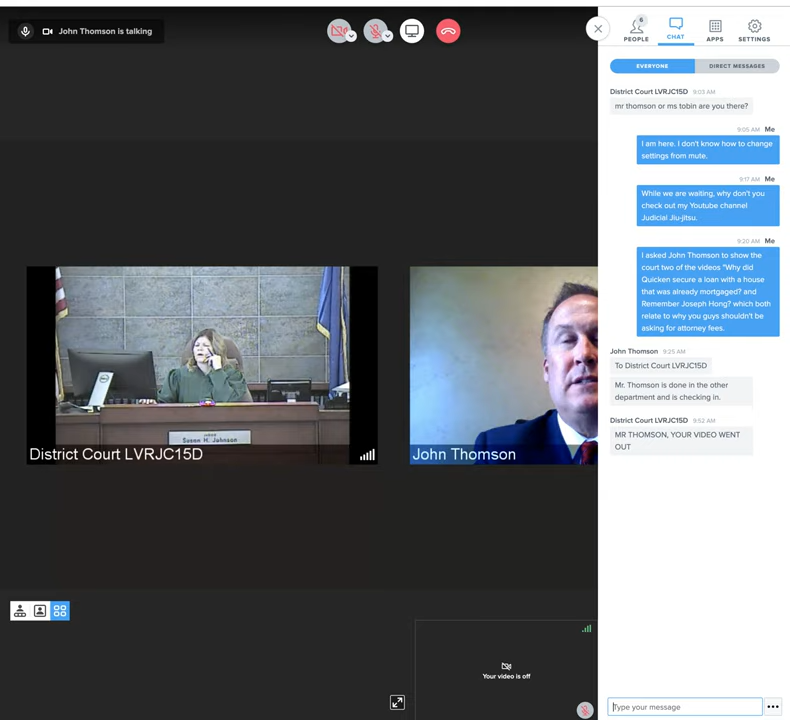 John Thomson is talking
6
PEOPLE
CHAT
APPS
SETTINGS
EVERYONE
DIRECT MESSAGES
District Court LVRJC15D 9:03 AM
mr thomson or ms tobin are you there?
9:05 AM Me
I am here. I don't know how to change
settings from mute.
9:17 AM Me
While we are waiting, why don't you
check out my Youtube channel
Judicial Jiu-jitsu.
9:20 AM Me
I asked John Thomson to show the
court two of the videos "Why did
Quicken secure a loan with a house
that was already mortgaged? and
Remember Joseph Hong? which both
relate to why you guys shouldn't be
asking for attorney fees.
John Thomson 9:25 AM
To District Court LVRJC15D
Mr. Thomson is done in the other
department and is checking in.
District Court LVRJC15D 9:52 AM
MR THOMSON, YOUR VIDEO WENT
OUT
DELL
Susan H. Johnson
District Court LVRJC15D
John Thomson
Your video is off
Type your message